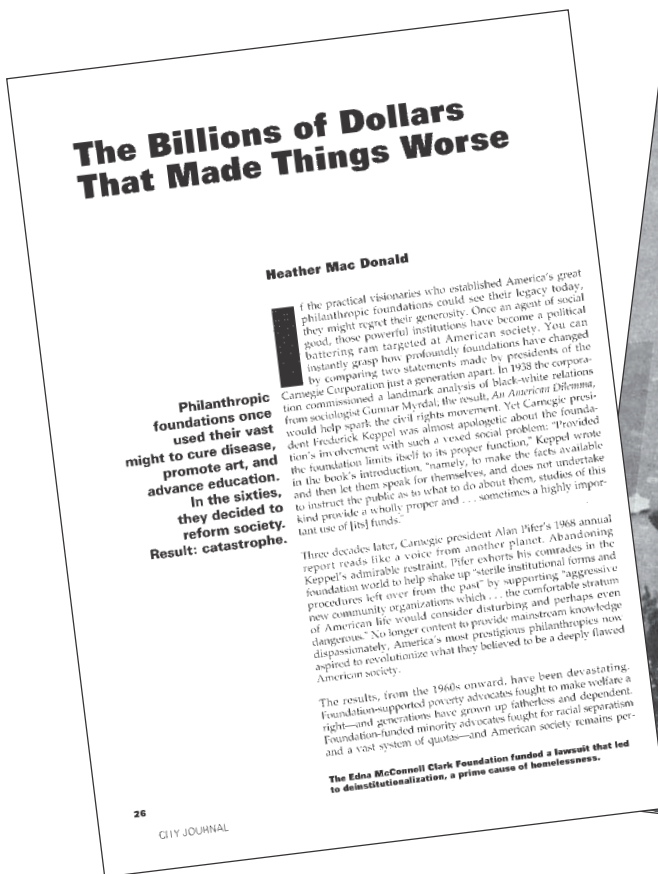 The Billions of Dollars
That Made Things Worse
Heather Mac Donald
Philanthropic
foundations once
used their vast
might to cure disease,
promote art, and
advance education.
In the sixties,
they decided to
reform society.
Result: catastrophe.
If the practical visionaries who established America's great
philanthropic foundations could see their legacy today,
they might regret their generosity. Once an agent of social
good, those powerful institutions have become a political
battering ram targeted at American society. You can
instantly grasp how profoundly foundations have changed
by comparing two statements made by presidents of the
Carnegie Corporation just a generation apart. In 1938 the corpora-
tion commissioned a landmark analysis of black-white relations
from sociologist Gunnar Myrdal; the result, An American Dilemma,
would help spark the civil rights movement. Yet Carnegie presi-
dent Frederick Keppel was almost apologetic about the founda-
tion's involvement with such a vexed social problem: "Provided
the foundation limits itself to its proper function," Keppel wrote
in the book's introduction, "namely, to make the facts available
and then let them speak for themselves, and does not undertake
to instruct the public as to what to do about them, studies of this
kind provide a wholly proper and . . . sometimes a highly impor-
tant use of [its] funds."
Three decades later, Carnegie president Alan Pifer's 1968 annual
report reads like a voice from another planet. Abandoning
Keppel's admirable restraint, Pifer exhorts his comrades in the
foundation world to help shake up "sterile institutional forms and
procedures left over from the past" by supporting "aggressive
new community organizations which . . . the comfortable stratum
of American life would consider disturbing and perhaps even
dangerous." No longer content to provide mainstream knowledge
dispassionately, America's most prestigious philanthropies now
aspired to revolutionize what they believed to be a deeply flawed
American society.
The results, from the 1960s onward, have been devastating.
Foundation-supported poverty advocates fought to make welfare a
right—and generations have grown up fatherless and dependent.
Foundation-funded minority advocates fought for racial separatism
and a vast system of quotas—and American society remains per-
The Edna McConnell Clark Foundation funded a lawsuit that led
to deinstitutionalization, a prime cause of homelessness.
26
CITY JOURNAL